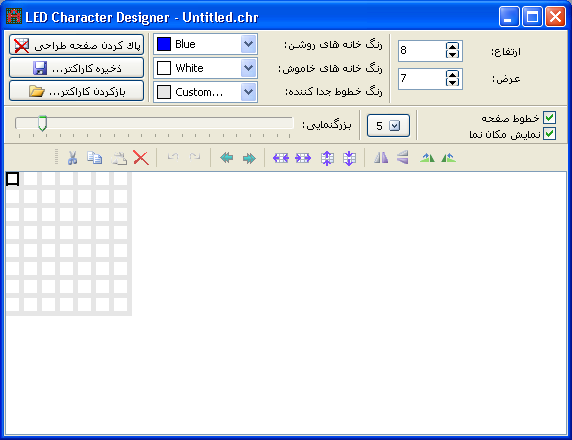 LED Character Designer - Untitled.chr
پاک کردن صفحه طراحی
ذخیره کاراکتر...
بازکردن کاراکتر...
Blue
رنگ خانه های روشن:
White
رنگ خانه های خاموش:
Custom...
رنگ خطوط جدا کننده:
8
ارتفاع:
7
عرض:
بزرگنمایی:
5
خطوط صفحه
نمایش مکان نما